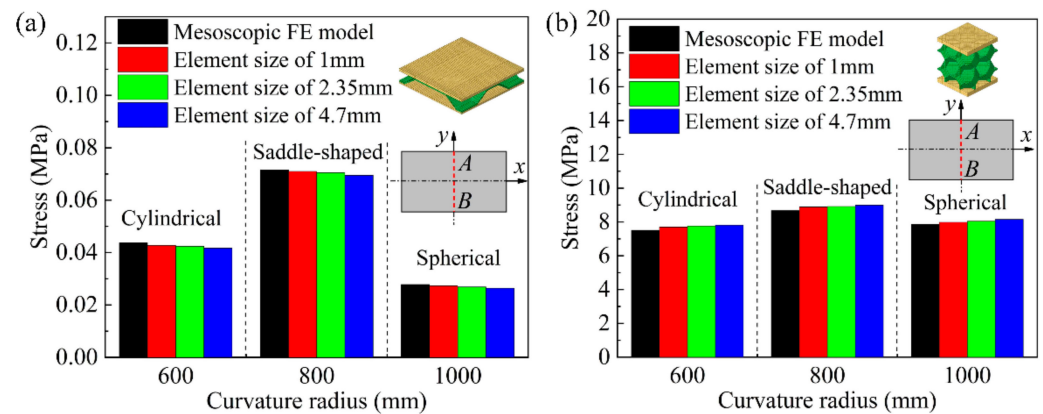 (a)
Mesoscopic FE model
Element size of 1mm
Element size of 2.35mm
Element size of 4.7mm
0.12
0.10
0.08
0.06
0.04
0.02
0.00
Stress (MPa)
Cylindrical
Saddle-shaped
Spherical
y
x
A
B
600
800
1000
Curvature radius (mm)
(b)
Mesoscopic FE model
Element size of 1mm
Element size of 2.35mm
Element size of 4.7mm
20
18
16
14
12
10
8
6
4
2
0
Stress (MPa)
Cylindrical
Saddle-shaped
Spherical
y
x
A
B
600
800
1000
Curvature radius (mm)